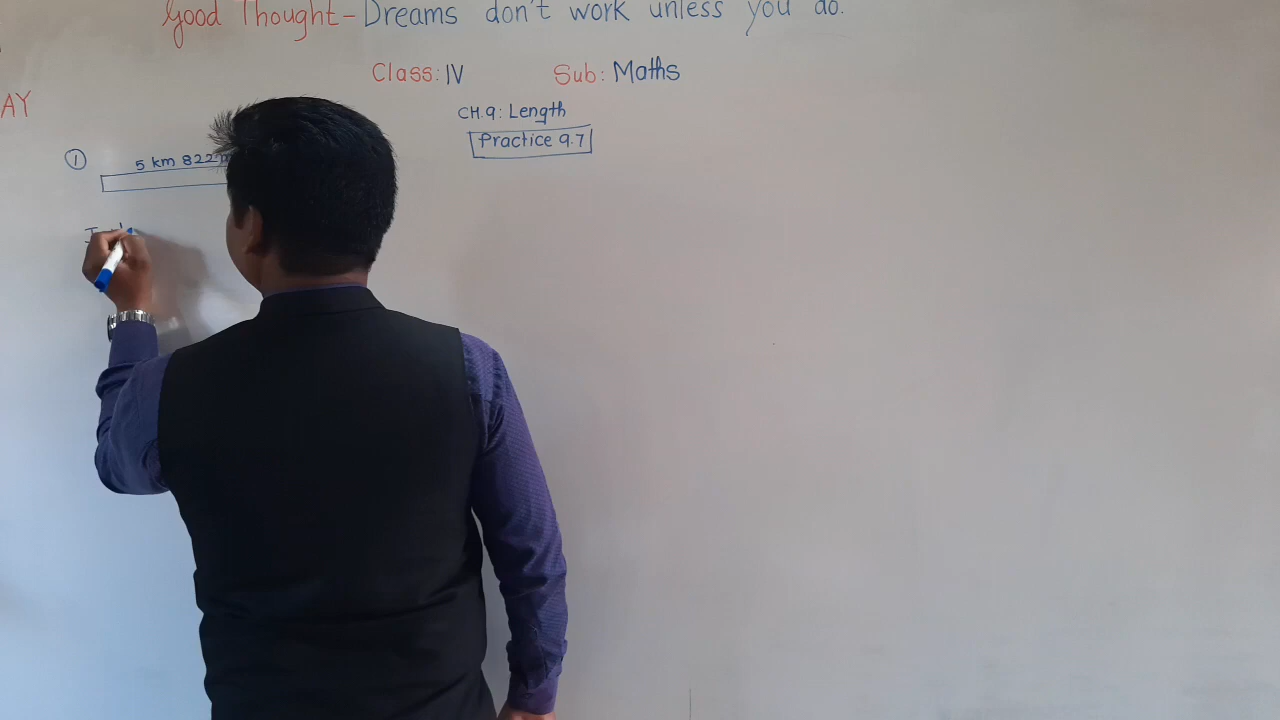 Good Thought - Dreams don't work unless you do.
Class: IV Sub: Maths
AY
CH.9: Length
Practice 9.7
① 5 km 822